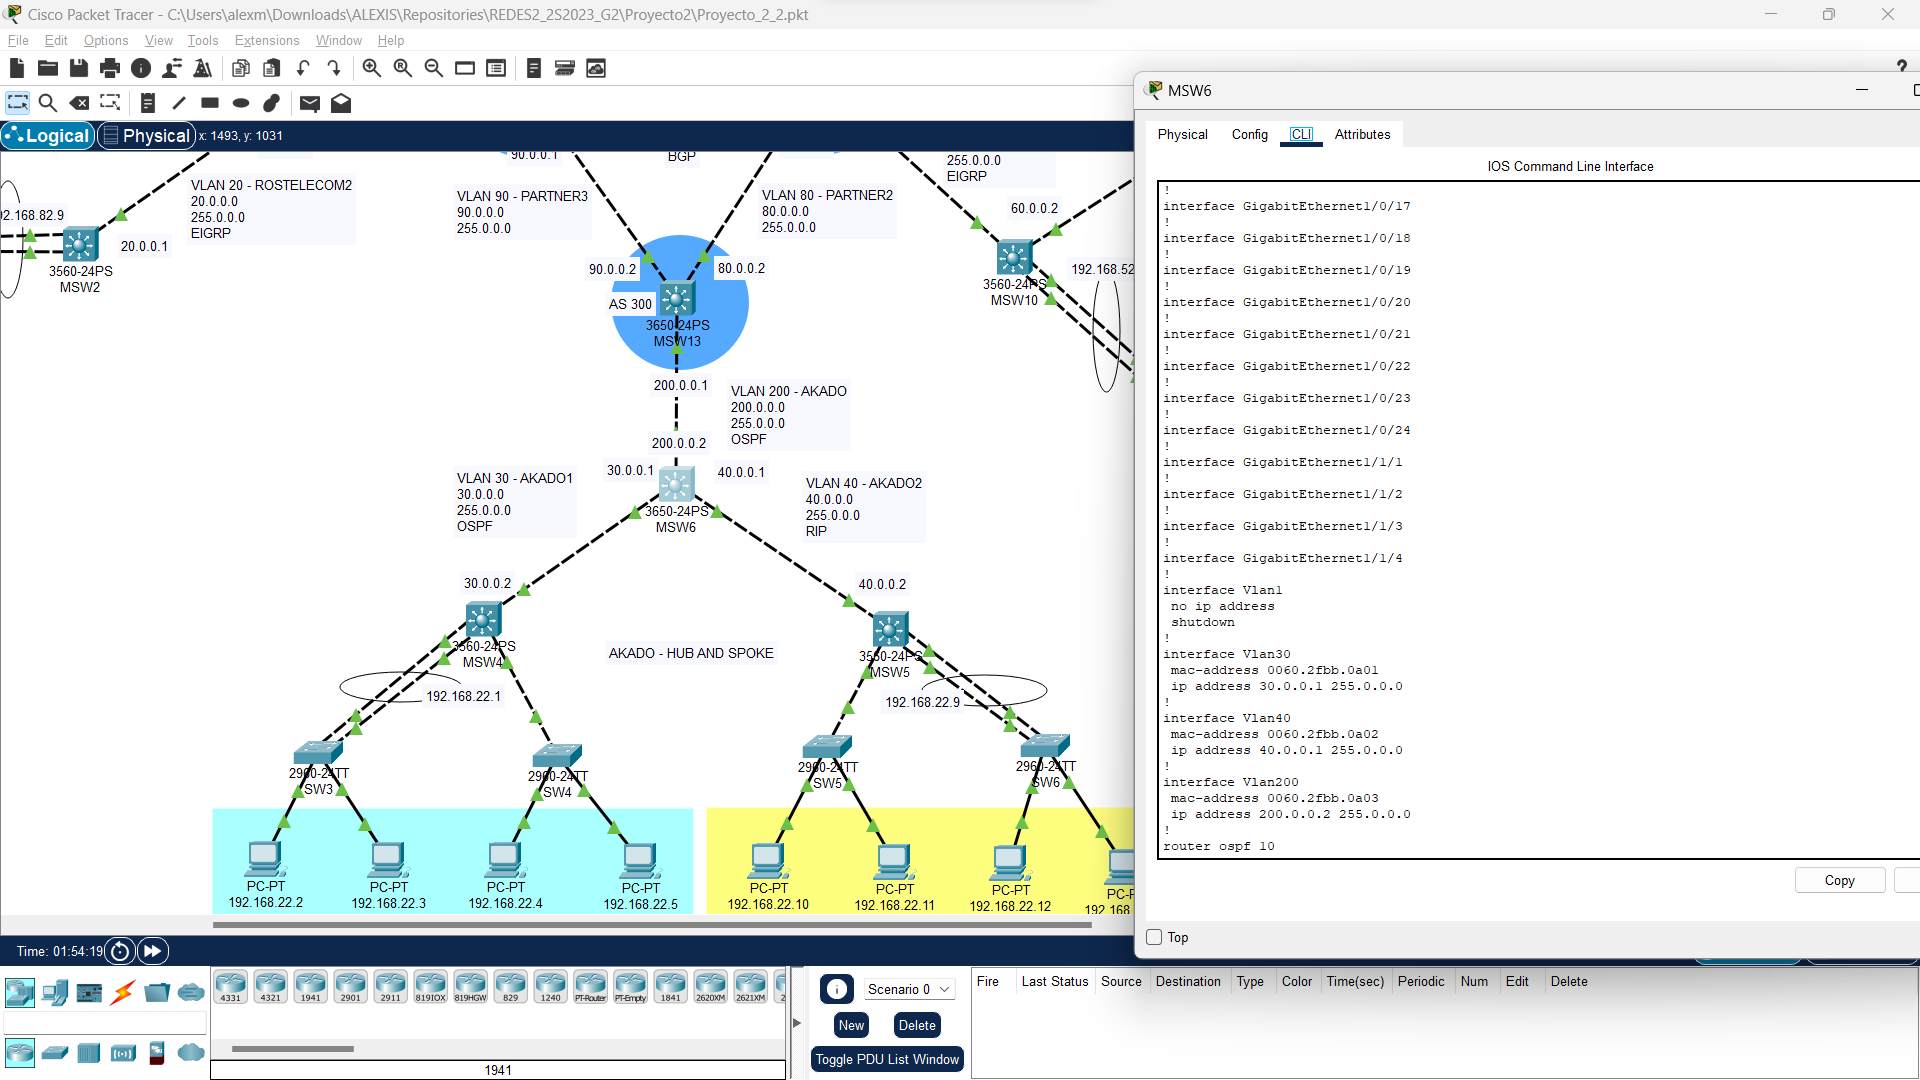 Cisco Packet Tracer - C:\Users\alexm\Downloads\ALEXIS\Repositories\REDES2_2S2023_G2\Proyecto2\Proyecto_2_2.pkt
File Edit Options View Tools Extensions Window Help
Logical Physical x: 1493, y: 1031
90.0.0.1
BGP
255.0.0.0
EIGRP
VLAN 20 - ROSTELECOM2
20.0.0.0
255.0.0.0
EIGRP
VLAN 90 - PARTNER3
90.0.0.0
255.0.0.0
VLAN 80 - PARTNER2
80.0.0.0
255.0.0.0
60.0.0.2
92.168.82.9
20.0.0.1
3560-24PS
MSW2
90.0.0.2
80.0.0.2
AS 300
3650-24PS
MSW13
192.168.52
3560-24PS
MSW10
200.0.0.1
VLAN 200 - AKADO
200.0.0.0
255.0.0.0
OSPF
200.0.0.2
30.0.0.1
40.0.0.1
VLAN 30 - AKADO1
30.0.0.0
255.0.0.0
OSPF
3650-24PS
MSW6
VLAN 40 - AKADO2
40.0.0.0
255.0.0.0
RIP
30.0.0.2
40.0.0.2
3560-24PS
MSW4
AKADO - HUB AND SPOKE
3560-24PS
MSW5
192.168.22.1
192.168.22.9
2960-24TT
SW3
2960-24TT
SW4
2960-24TT
SW5
2960-24TT
SW6
PC-PT
192.168.22.2
PC-PT
192.168.22.3
PC-PT
192.168.22.4
PC-PT
192.168.22.5
PC-PT
192.168.22.10
PC-PT
192.168.22.11
PC-PT
192.168.22.12
PC-P
192.168
MSW6
Physical Config CLI Attributes
IOS Command Line Interface
!
interface GigabitEthernet1/0/17
!
interface GigabitEthernet1/0/18
!
interface GigabitEthernet1/0/19
!
interface GigabitEthernet1/0/20
!
interface GigabitEthernet1/0/21
!
interface GigabitEthernet1/0/22
!
interface GigabitEthernet1/0/23
!
interface GigabitEthernet1/0/24
!
interface GigabitEthernet1/1/1
!
interface GigabitEthernet1/1/2
!
interface GigabitEthernet1/1/3
!
interface GigabitEthernet1/1/4
!
interface Vlan1
no ip address
shutdown
!
interface Vlan30
mac-address 0060.2fbb.0a01
ip address 30.0.0.1 255.0.0.0
!
interface Vlan40
mac-address 0060.2fbb.0a02
ip address 40.0.0.1 255.0.0.0
!
interface Vlan200
mac-address 0060.2fbb.0a03
ip address 200.0.0.2 255.0.0.0
!
router ospf 10
Copy
Top
Time: 01:54:19
4331 4321 1941 2901 2911 819IOX 819HGW 829 1240 PT-Router PT-Empty 1841 2620XM 2621XM 2
1941
Scenario 0
New Delete
Toggle PDU List Window
Fire Last Status Source Destination Type Color Time(sec) Periodic Num Edit Delete